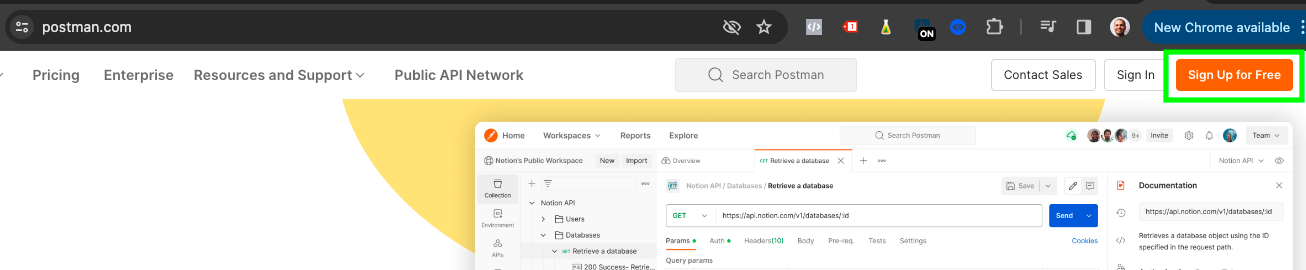 postman.com
1
ON
New Chrome available
Pricing Enterprise Resources and Support Public API Network Search Postman Contact Sales Sign In Sign Up for Free
Home Workspaces Reports Explore Search Postman 9+ Invite Team
Notion's Public Workspace New Import Overview GET Retrieve a database Notion API
Collection Notion API / Databases / Retrieve a database Save Documentation
Notion API
GET https://api.notion.com/v1/databases/:id Send https://api.notion.com/v1/databases/:id
Users
Environment
Databases Params Auth Headers(10) Body Pre-req. Tests Settings Cookies Retrieves a database object using the ID
specified in the request path.
APIs GET Retrieve a database
Query params
200 Success- Retrie...